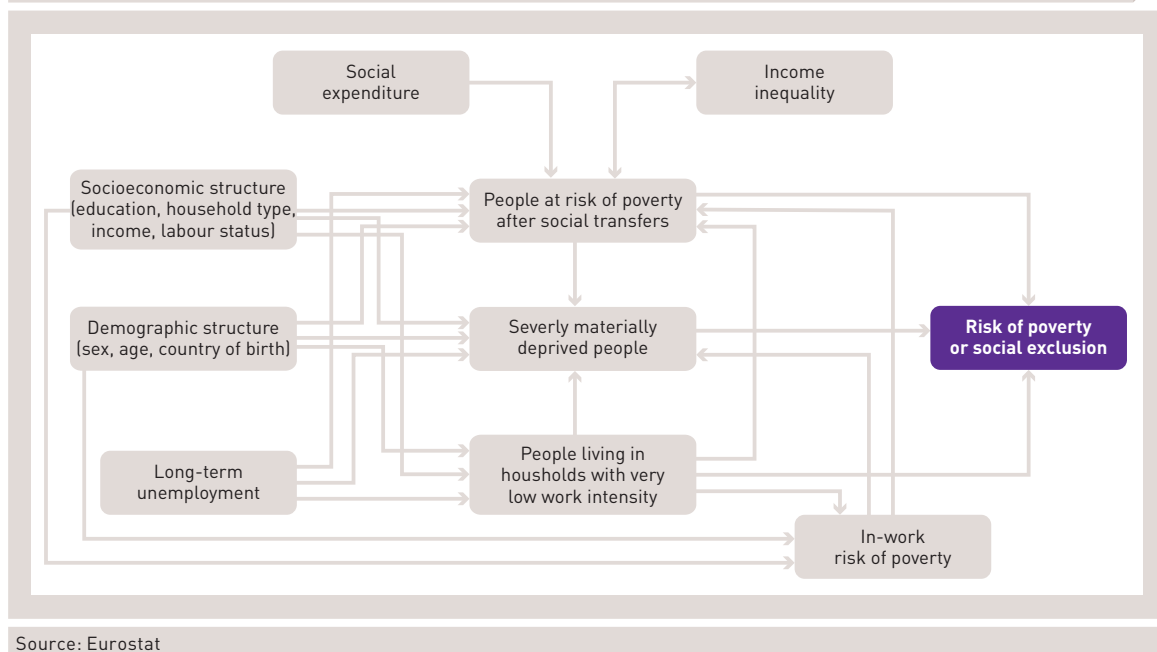 Social
expenditure
Income
inequality
Socioeconomic structure
(education, household type,
income, labour status)
People at risk of poverty
after social transfers
Demographic structure
(sex, age, country of birth)
Severly materially
deprived people
Risk of poverty
or social exclusion
Long-term
unemployment
People living in
housholds with very
low work intensity
In-work
risk of poverty
Source: Eurostat